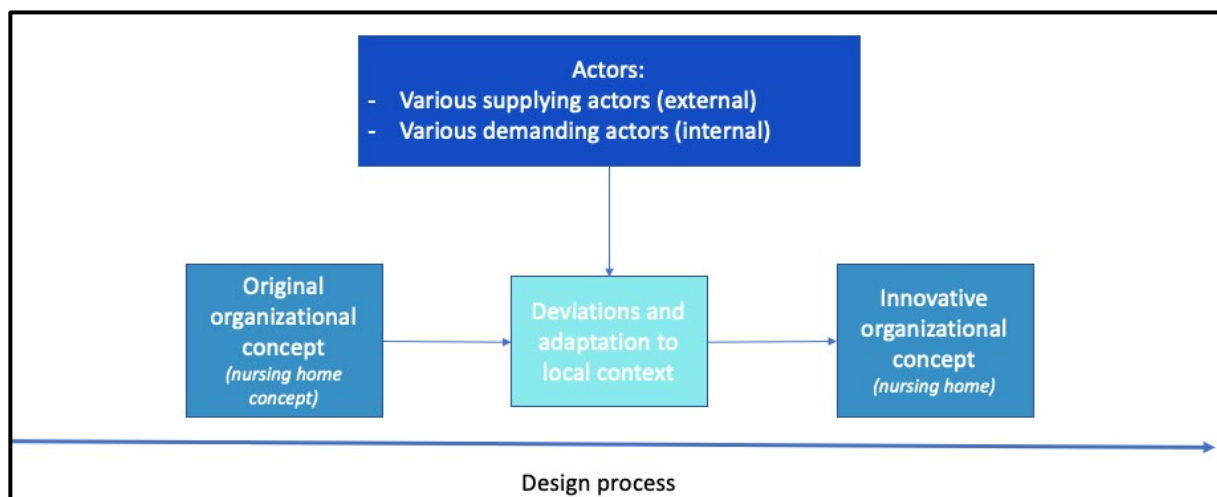 Actors:
- Various supplying actors (external)
- Various demanding actors (internal)
Original
organizational
concept
(nursing home
concept)
Deviations and
adaptation to
local context
Innovative
organizational
concept
(nursing home)
Design process